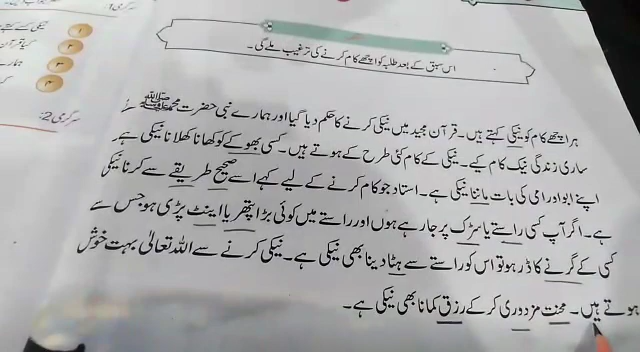 اس سبق کے بعد طلبہ کو اچھے کام کرنے کی ترغیب ملے گی۔
ہر اچھے کام کو نیکی کہتے ہیں۔ قرآن مجید میں نیکی کرنے کا حکم دیا گیا اور ہمارے نبی حضرت محمد ﷺ نے
ساری زندگی نیک کام کیے۔ نیکی کے کام کئی طرح کے ہوتے ہیں۔ کسی بھوکے کو کھانا کھلانا نیکی ہے۔
اپنے ابو اور امی کی بات ماننا نیکی ہے۔ استاد جو کام کرنے کے لیے کہے اسے صحیح طریقے سے کرنا نیکی
ہے۔ اگر آپ کسی راستے یا سڑک پر جا رہے ہوں اور راستے میں کوئی بڑا پتھر یا اینٹ پڑی ہو جس سے
کسی کے گرنے کا ڈر ہو تو اس کو راستے سے ہٹا دینا بھی نیکی ہے۔ نیکی کرنے سے اللہ تعالیٰ بہت خوش
ہوتے ہیں۔ محنت مزدوری کر کے رزق کمانا بھی نیکی ہے۔
سرگرمی 2: